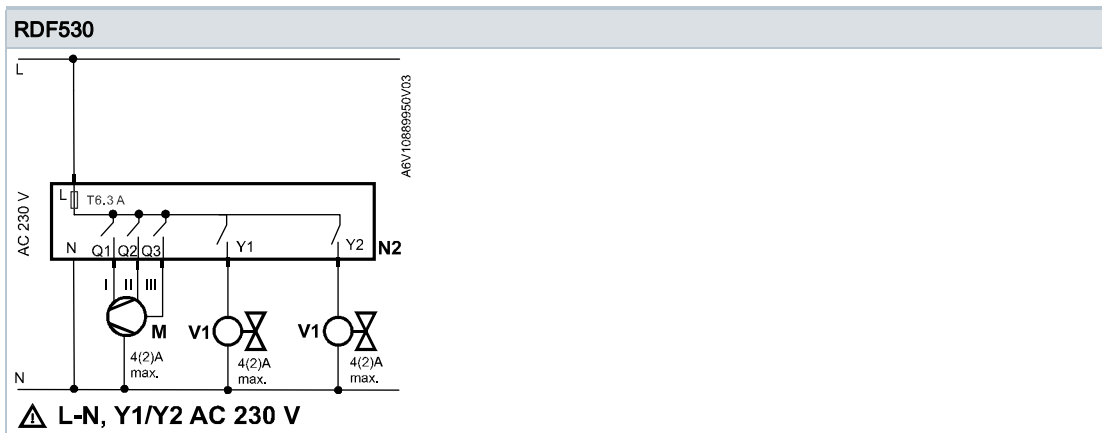 RDF530
L
A6V10889950V03
AC 230 V
L T6.3 A
N Q1 Q2 Q3 Y1 Y2 N2
I II III
M V1 V1
4(2)A
max.
4(2)A
max.
4(2)A
max.
N
⚠ L-N, Y1/Y2 AC 230 V